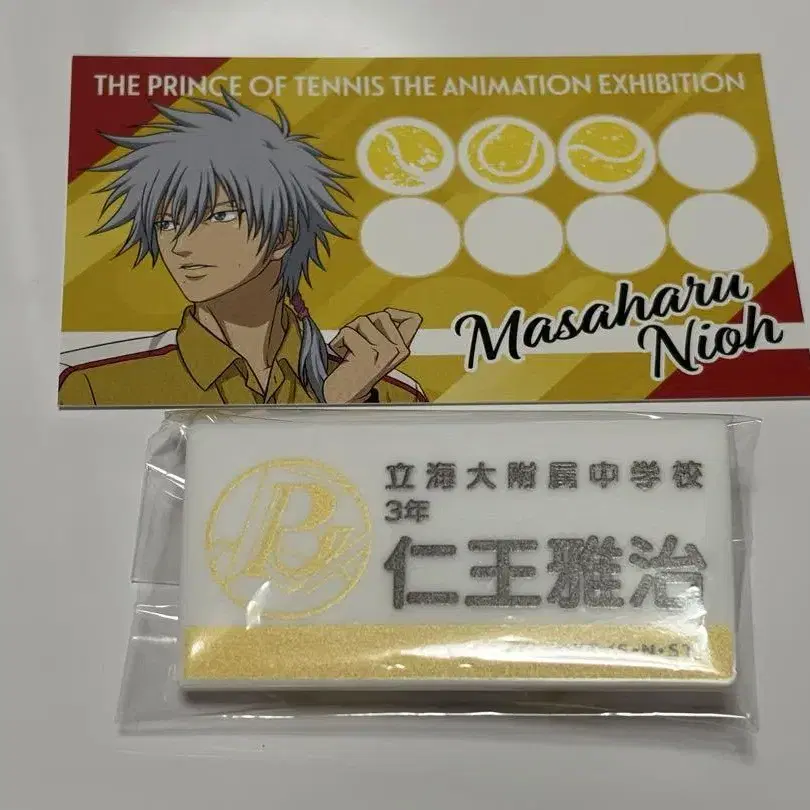 THE PRINCE OF TENNIS THE ANIMATION EXHIBITION
Masaharu
Nioh
立海大附属中学校
3年
仁王雅治